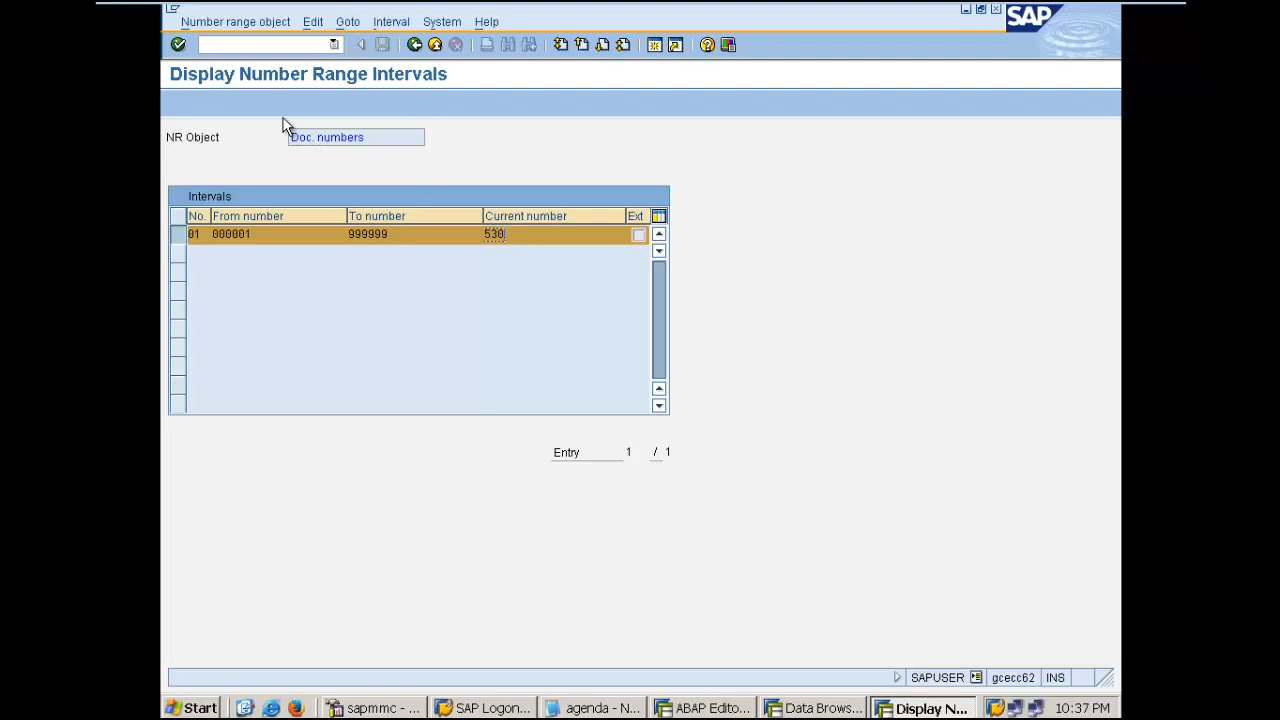 Number range object Edit Goto Interval System Help
SAP
Display Number Range Intervals
NR Object Doc. numbers
Intervals
No. From number To number Current number Ext
01 000001 999999 530
Entry 1 / 1
SAPUSER gcecc62 INS
Start sapmmc - ... SAP Logon... agenda - N... ABAP Edito... Data Brows... Display N... 10:37 PM